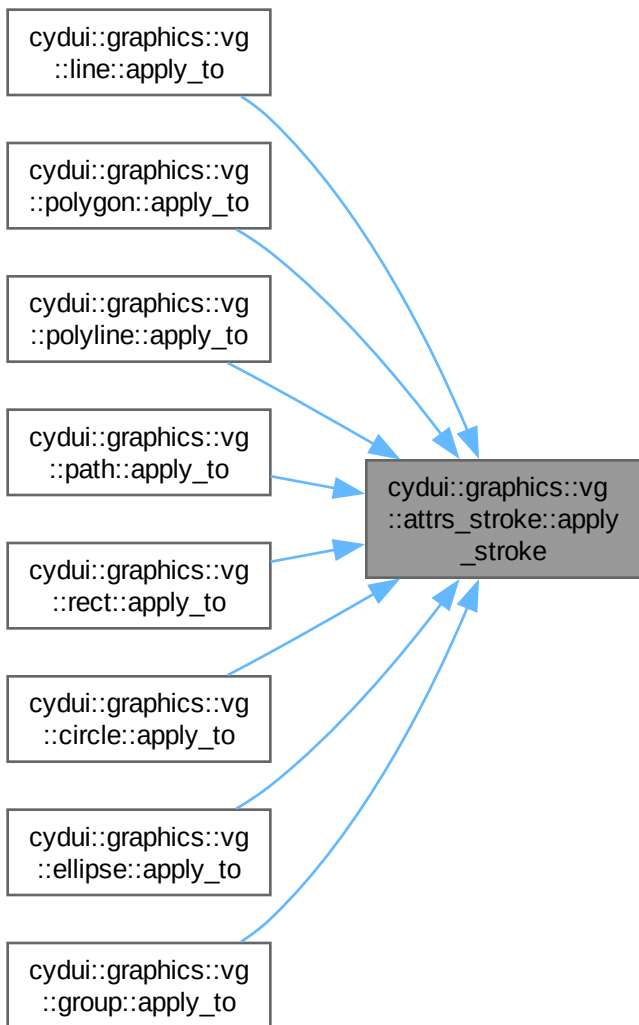 cydui::graphics::vg
::line::apply_to
cydui::graphics::vg
::polygon::apply_to
cydui::graphics::vg
::polyline::apply_to
cydui::graphics::vg
::path::apply_to
cydui::graphics::vg
::attrs_stroke::apply
_stroke
cydui::graphics::vg
::rect::apply_to
cydui::graphics::vg
::circle::apply_to
cydui::graphics::vg
::ellipse::apply_to
cydui::graphics::vg
::group::apply_to